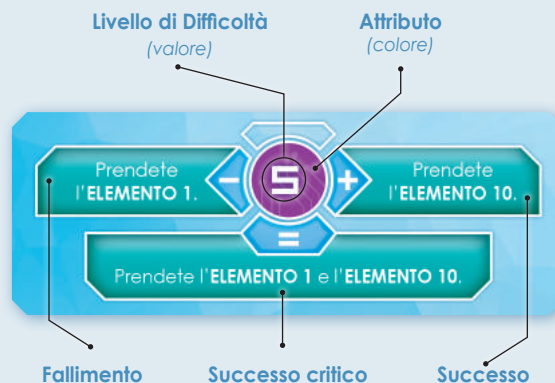 Livello di Difficoltà
(valore)
Attributo
(colore)
Prendete
l'ELEMENTO 1.
–
5
+
Prendete
l'ELEMENTO 10.
=
Prendete l'ELEMENTO 1 e l'ELEMENTO 10.
Fallimento
Successo critico
Successo